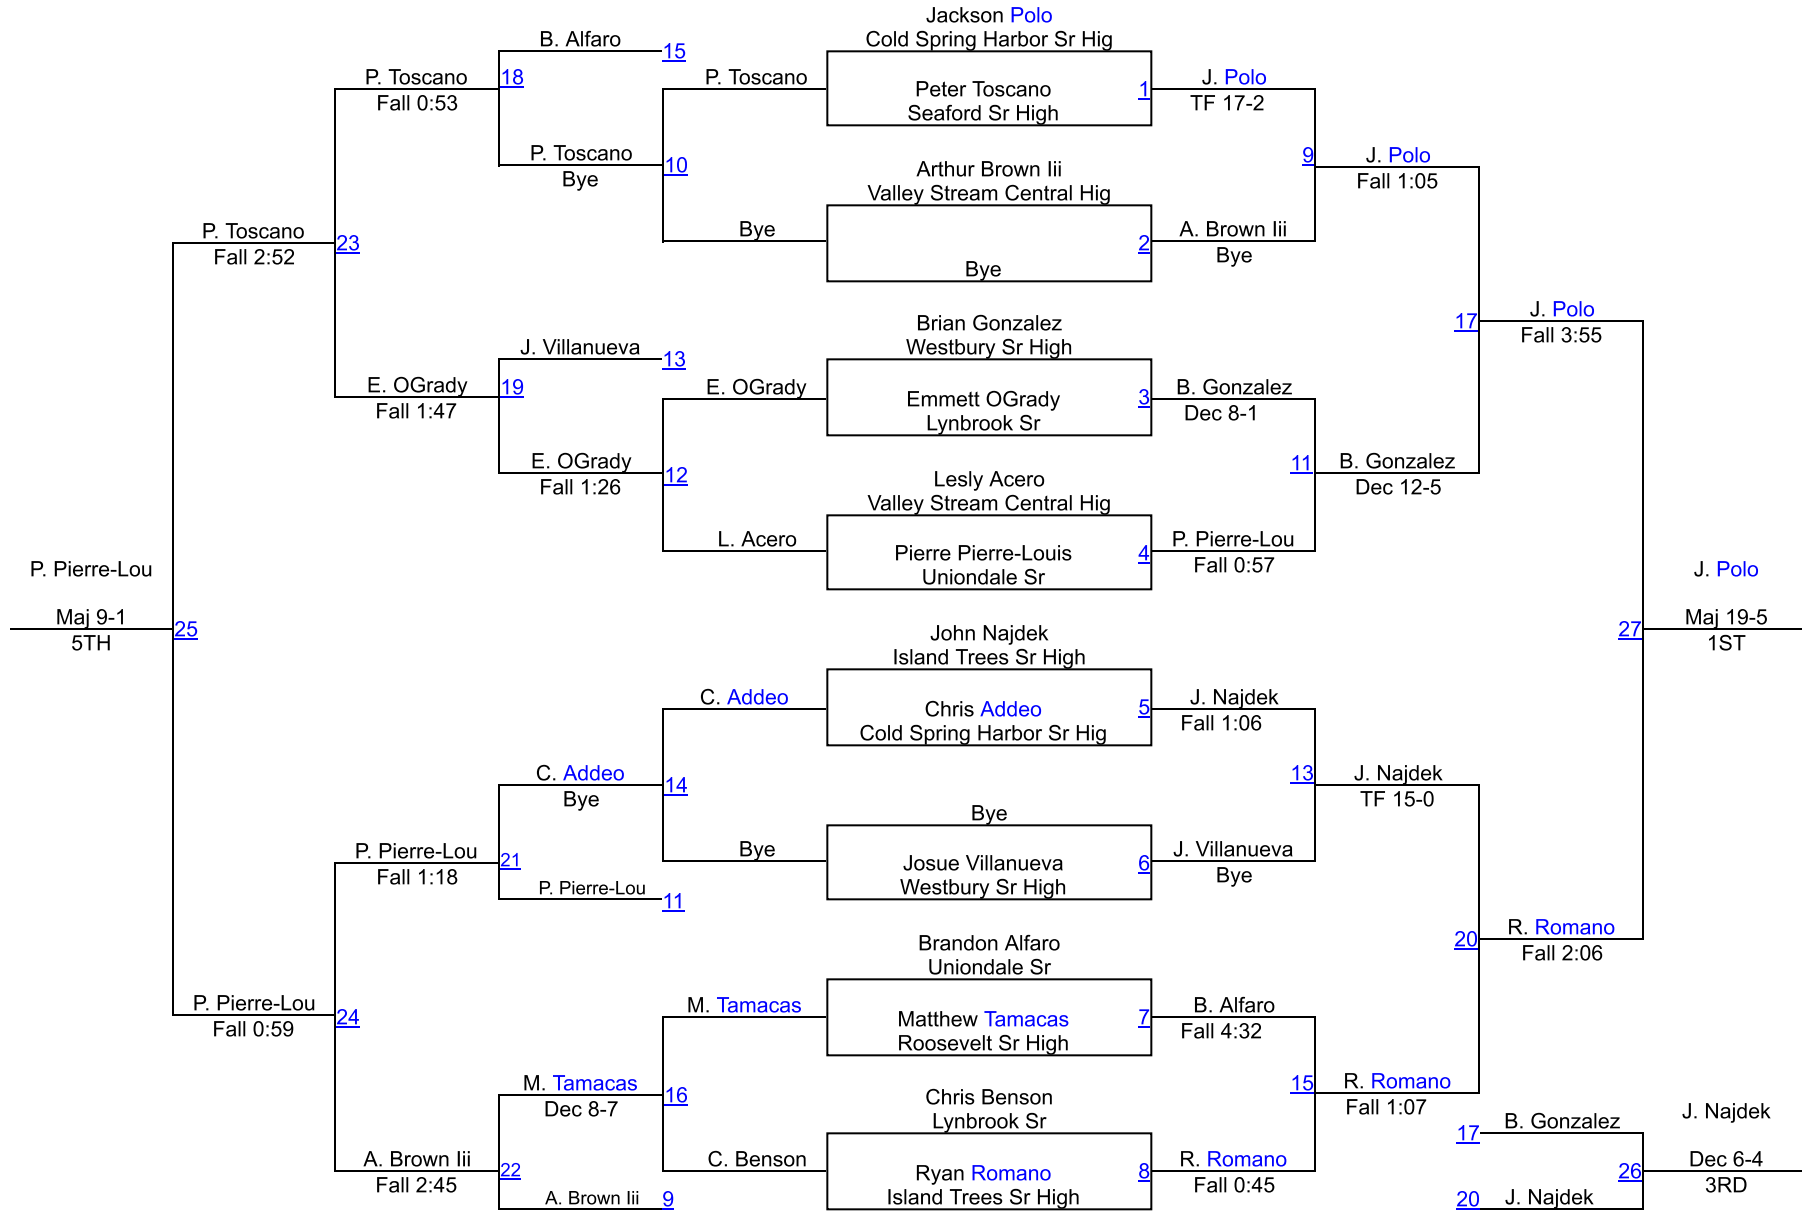 Jackson Polo
Cold Spring Harbor Sr Hig
B. Alfaro
15
P. Toscano
Fall 0:53
18
P. Toscano
Peter Toscano
Seaford Sr High
1
J. Polo
TF 17-2
P. Toscano
Bye
10
Arthur Brown Iii
Valley Stream Central Hig
9
J. Polo
Fall 1:05
P. Toscano
Fall 2:52
23
Bye
Bye
2
A. Brown Iii
Bye
Brian Gonzalez
Westbury Sr High
17
J. Polo
Fall 3:55
J. Villanueva
13
E. OGrady
Fall 1:47
19
E. OGrady
Emmett OGrady
Lynbrook Sr
3
B. Gonzalez
Dec 8-1
E. OGrady
Fall 1:26
12
Lesly Acero
Valley Stream Central Hig
11
B. Gonzalez
Dec 12-5
L. Acero
Pierre Pierre-Louis
Uniondale Sr
4
P. Pierre-Lou
Fall 0:57
P. Pierre-Lou
Maj 9-1
5TH
25
J. Polo
27
Maj 19-5
1ST
John Najdek
Island Trees Sr High
C. Addeo
Chris Addeo
Cold Spring Harbor Sr Hig
5
J. Najdek
Fall 1:06
C. Addeo
Bye
14
13
J. Najdek
TF 15-0
Bye
P. Pierre-Lou
Fall 1:18
21
Bye
Josue Villanueva
Westbury Sr High
6
J. Villanueva
Bye
P. Pierre-Lou
11
Brandon Alfaro
Uniondale Sr
20
R. Romano
Fall 2:06
P. Pierre-Lou
Fall 0:59
24
M. Tamacas
Matthew Tamacas
Roosevelt Sr High
7
B. Alfaro
Fall 4:32
M. Tamacas
Dec 8-7
16
Chris Benson
Lynbrook Sr
15
R. Romano
Fall 1:07
17
B. Gonzalez
J. Najdek
A. Brown Iii
Fall 2:45
22
C. Benson
Ryan Romano
Island Trees Sr High
8
R. Romano
Fall 0:45
26
Dec 6-4
3RD
A. Brown Iii
9
20
J. Najdek